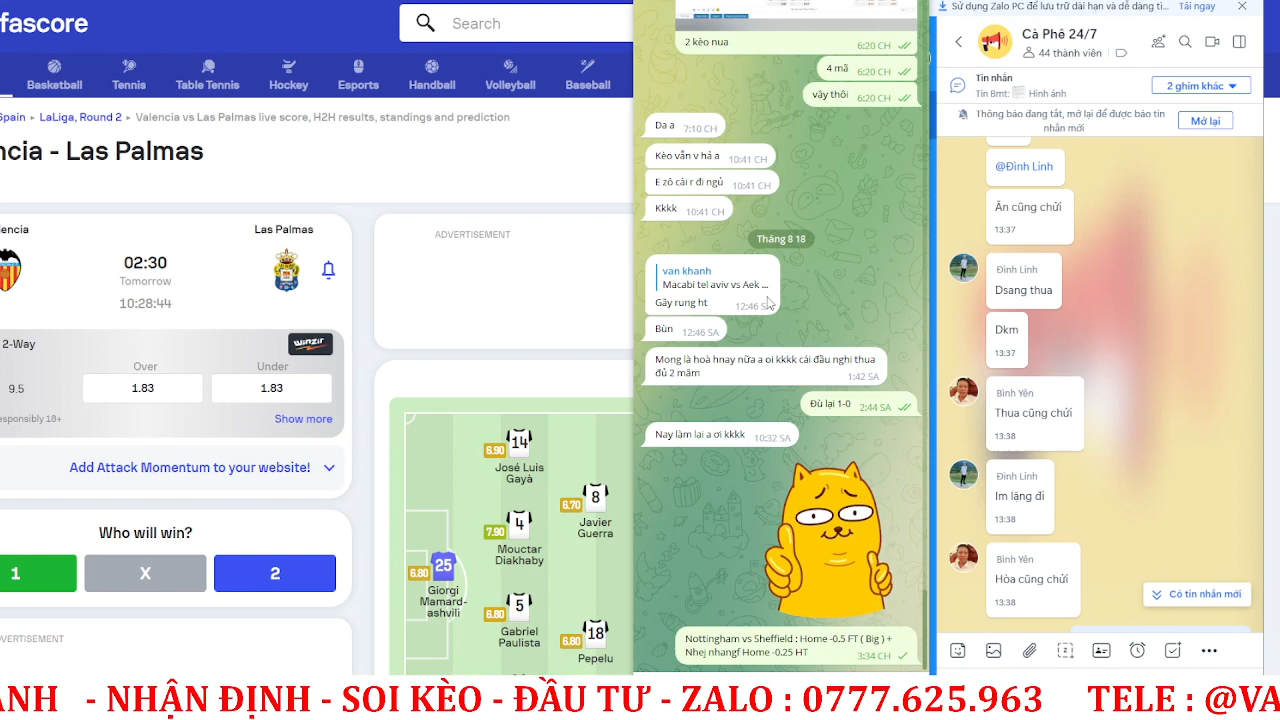 fascore
Search
Basketball
Tennis
Table Tennis
Hockey
Esports
Handball
Volleyball
Baseball
Spain
LaLiga, Round 2
Valencia vs Las Palmas live score, H2H results, standings and prediction
ncia - Las Palmas
lencia
Las Palmas
02:30
Tomorrow
10:28:44
2-Way
Winzir
Over
Under
9.5
1.83
1.83
esponsibly 18+
Show more
Add Attack Momentum to your website!
Who will win?
1
X
2
ERTISEMENT
ADVERTISEMENT
14
6.90
José Luis
Gayà
8
6.70
Javier
Guerra
4
7.90
Mouctar
Diakhaby
25
6.80
Giorgi
Mamard-
ashvili
5
6.80
Gabriel
Paulista
18
6.80
Pepelu
2 kèo nua
6:20 CH
4 mã
6:20 CH
vậy thôi
6:20 CH
Da a
7:10 CH
Kèo vẫn v hả a
10:41 CH
E zô cái r đi ngủ
10:41 CH
Kkkk
10:41 CH
Tháng 8 18
van khanh
Macabi tel aviv vs Aek ...
Gãy rung ht
12:46 SA
Bùn
12:46 SA
Mong là hoà hnay nữa a oi kkkk cái đầu nghi thua
đủ 2 mâm
1:42 SA
Đù lại 1-0
2:44 SA
Nay làm lại a ơi kkkk
10:32 SA
Nottingham vs Sheffield : Home -0.5 FT ( Big ) +
Nhej nhangf Home -0.25 HT
3:34 CH
Sử dụng Zalo PC để lưu trữ dài hạn và dễ dàng tì...
Tải ngay
Cà Phê 24/7
44 thành viên
Tin nhắn
Tin Bmt:
Hình ảnh
2 ghim khác
Thông báo đang tắt, mở lại để được báo
tin nhắn mới
Mở lại
@Đình Linh
Ăn cũng chửi
13:37
Đình Linh
Dsang thua
Dkm
13:37
Bình Yên
Thua cũng chửi
13:38
Đình Linh
Im lặng đi
13:38
Bình Yên
Hòa cũng chửi
13:38
Có tin nhắn mới
ANH - NHẬN ĐỊNH - SOI KÈO - ĐẦU TƯ - ZALO : 0777.625.963 TELE : @VA